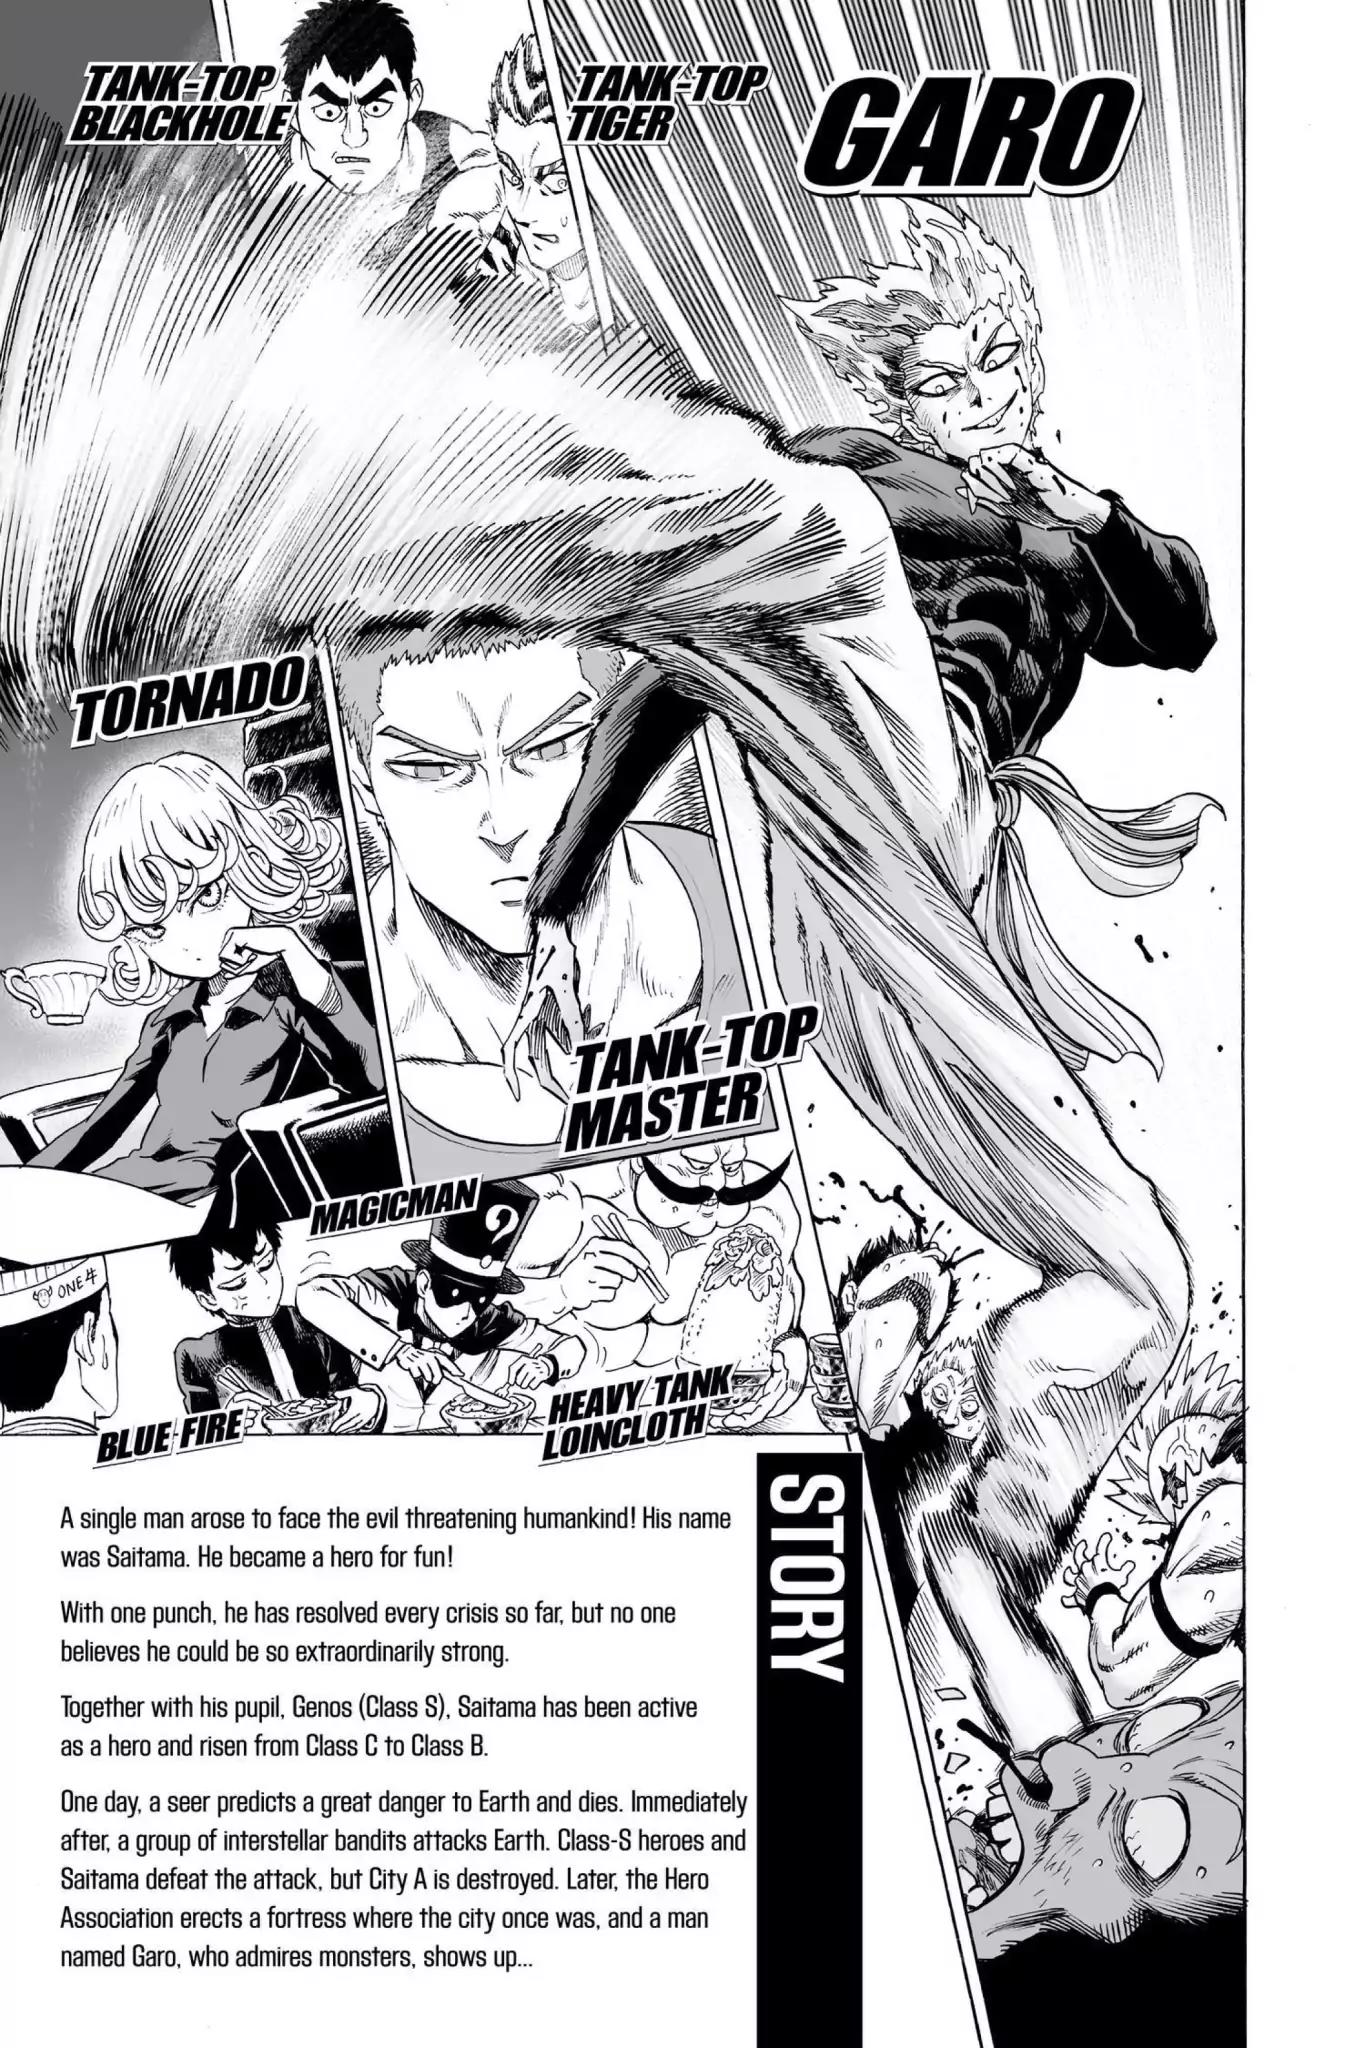 TANK-TOP
BLACKHOLE
TANK-TOP
TIGER
GARO
TORNADO
TANK-TOP
MASTER
MAGICMAN
?
ONE 4
BLUE FIRE
HEAVY TANK
LOINCLOTH
STORY
A single man arose to face the evil threatening humankind! His name
was Saitama. He became a hero for fun!
With one punch, he has resolved every crisis so far, but no one
believes he could be so extraordinarily strong.
Together with his pupil, Genos (Class S), Saitama has been active
as a hero and risen from Class C to Class B.
One day, a seer predicts a great danger to Earth and dies. Immediately
after, a group of interstellar bandits attacks Earth. Class-S heroes and
Saitama defeat the attack, but City A is destroyed. Later, the Hero
Association erects a fortress where the city once was, and a man
named Garo, who admires monsters, shows up...